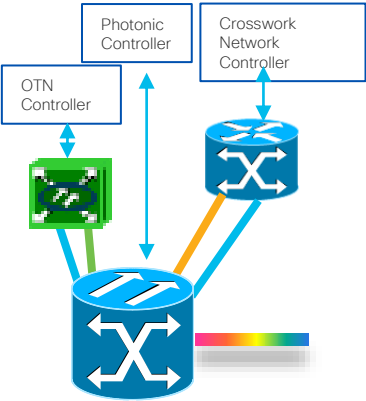 Photonic
Controller
Crosswork
Network
Controller
OTN
Controller